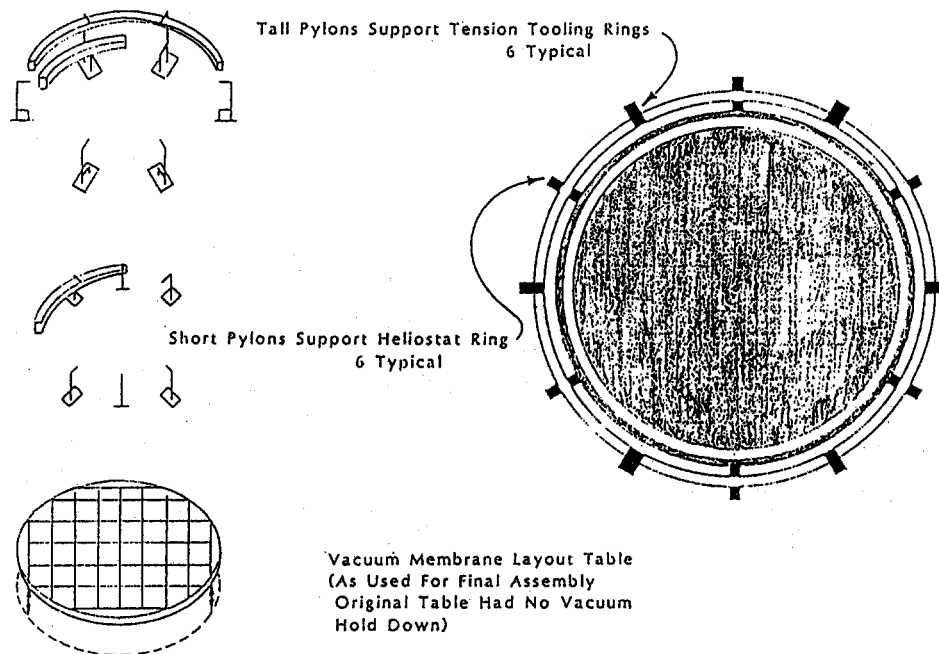 Tall Pylons Support Tension Tooling Rings
6 Typical
Short Pylons Support Heliostat Ring
6 Typical
Vacuum Membrane Layout Table
(As Used For Final Assembly
Original Table Had No Vacuum
Hold Down)